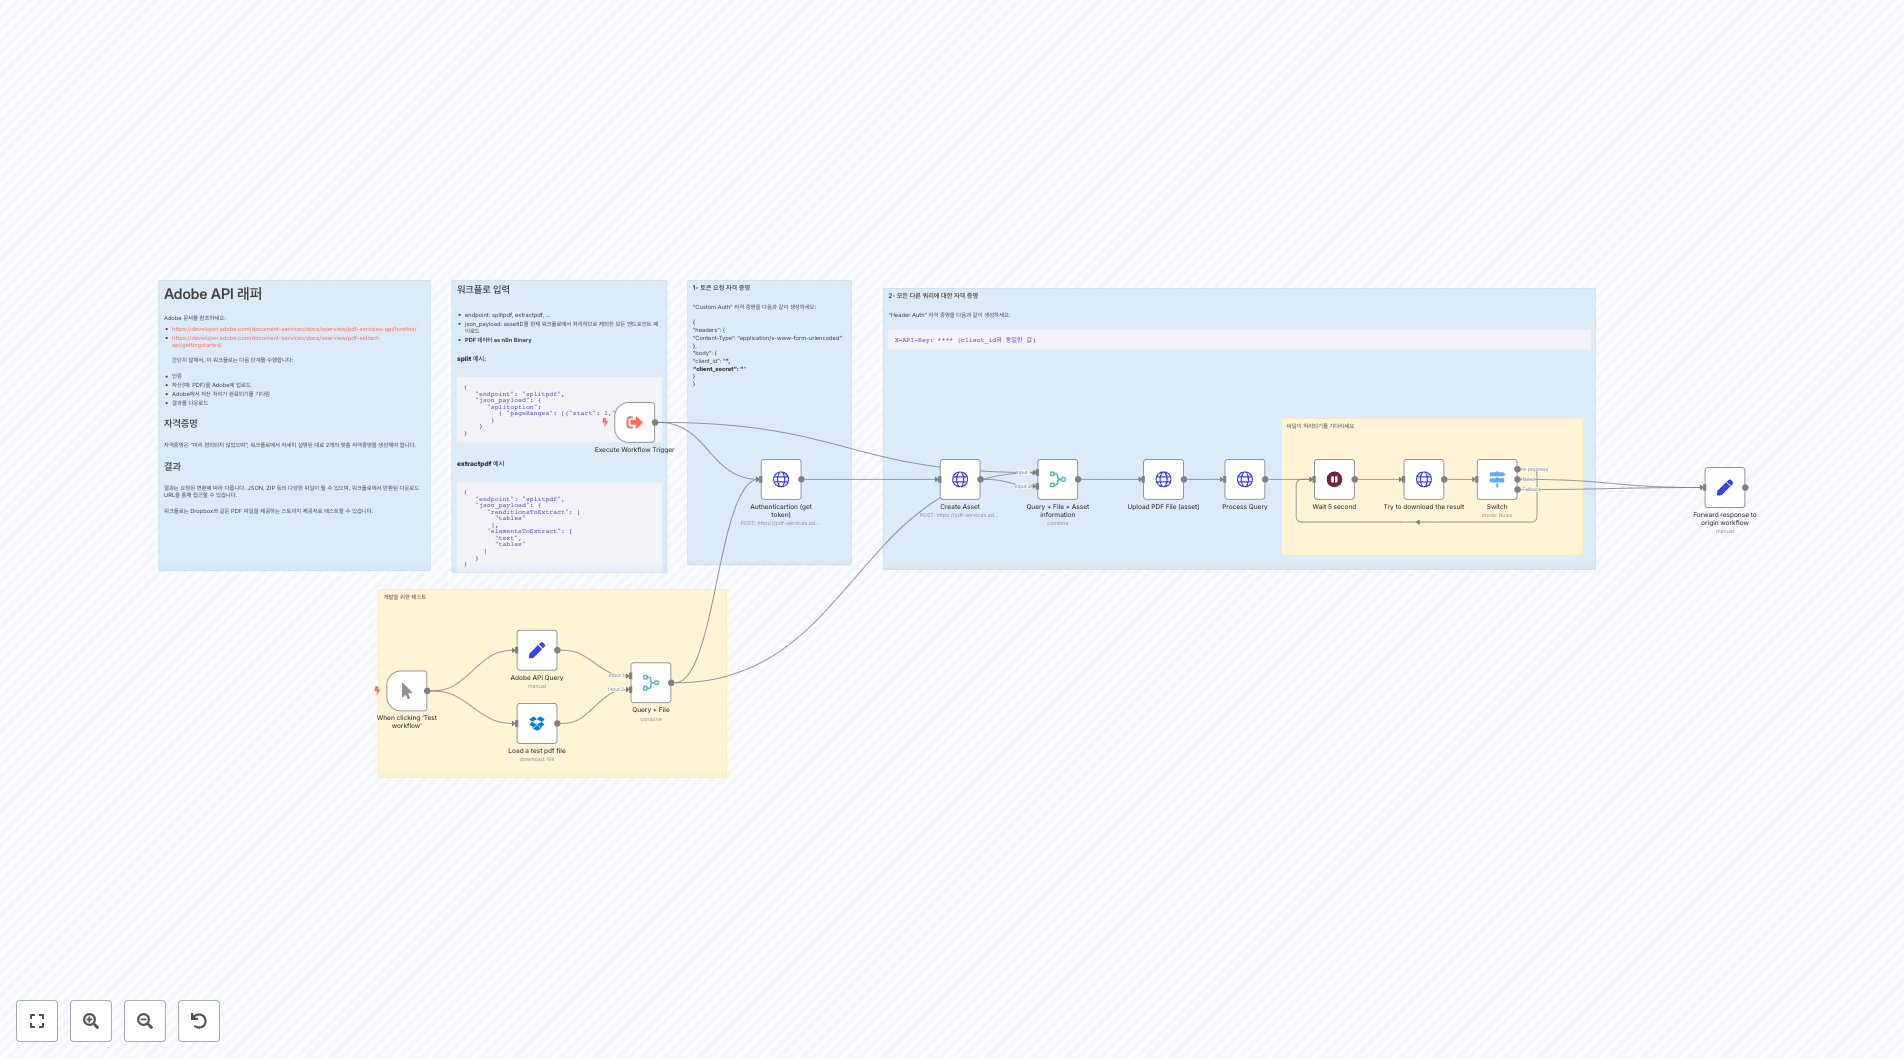 Adobe API 래퍼
Adobe 문서를 참조하세요:
https://developer.adobe.com/document-services/docs/overview/pdf-services-api/howtos/
https://developer.adobe.com/document-services/docs/overview/pdf-extract-
api/gettingstarted/
간단히 말해서, 이 워크플로는 다음 단계를 수행합니다:
인증
자산(예: PDF)을 Adobe에 업로드
Adobe에서 자산 처리가 완료되기를 기다림
결과를 다운로드
자격증명
자격증명은 "미리 정의되지 않았으며", 워크플로에서 자세히 설명된 대로 2개의 맞춤 자격증명을 생성해야 합니다.
결과
결과는 요청된 변환에 따라 다릅니다. JSON, ZIP 등의 다양한 파일이 될 수 있으며, 워크플로에서 반환된 다운로드
URL을 통해 접근할 수 있습니다.
워크플로는 Dropbox와 같은 PDF 파일을 제공하는 스토리지 제공자로 테스트할 수 있습니다.
워크플로 입력
endpoint: splitpdf, extractpdf, ...
json_payload: assetID를 현재 워크플로에서 처리하므로 제외한 모든 엔드포인트 페
이로드
PDF 데이터 as n8n Binary
split 예시:
{
"endpoint": "splitpdf",
"json_payload": {
"splitoption":
{ "pageRanges": [{"start": 1,"
}
}
}
Execute Workflow Trigger
extractpdf 예시
{
"endpoint": "splitpdf",
"json_payload": {
"renditionsToExtract": [
"tables"
],
"elementsToExtract": [
"text",
"tables"
]
}
}
1- 토큰 요청 자격 증명
"Custom Auth" 자격 증명을 다음과 같이 생성하세요:
{
"headers": {
"Content-Type": "application/x-www-form-urlencoded"
},
"body": {
"client_id": "",
"client_secret": ""
}
}
Authenticartion (get
token)
POST: https://pdf-services.ad...
2- 모든 다른 쿼리에 대한 자격 증명
"Header Auth" 자격 증명을 다음과 같이 생성하세요:
X-API-Key: **** (client_id와 동일한 값)
Create Asset
POST: https://pdf-services.ad...
Input 1
Input 2
Query + File + Asset
information
combine
Upload PDF File (asset)
Process Query
파일이 처리되기를 기다리세요
Wait 5 second
Try to download the result
Switch
mode: Rules
in progress
failed
Fallback
Forward response to
origin workflow
manual
개발을 위한 테스트
When clicking 'Test
workflow'
Adobe API Query
manual
Load a test pdf file
download: file
Input 1
Input 2
Query + File
combine